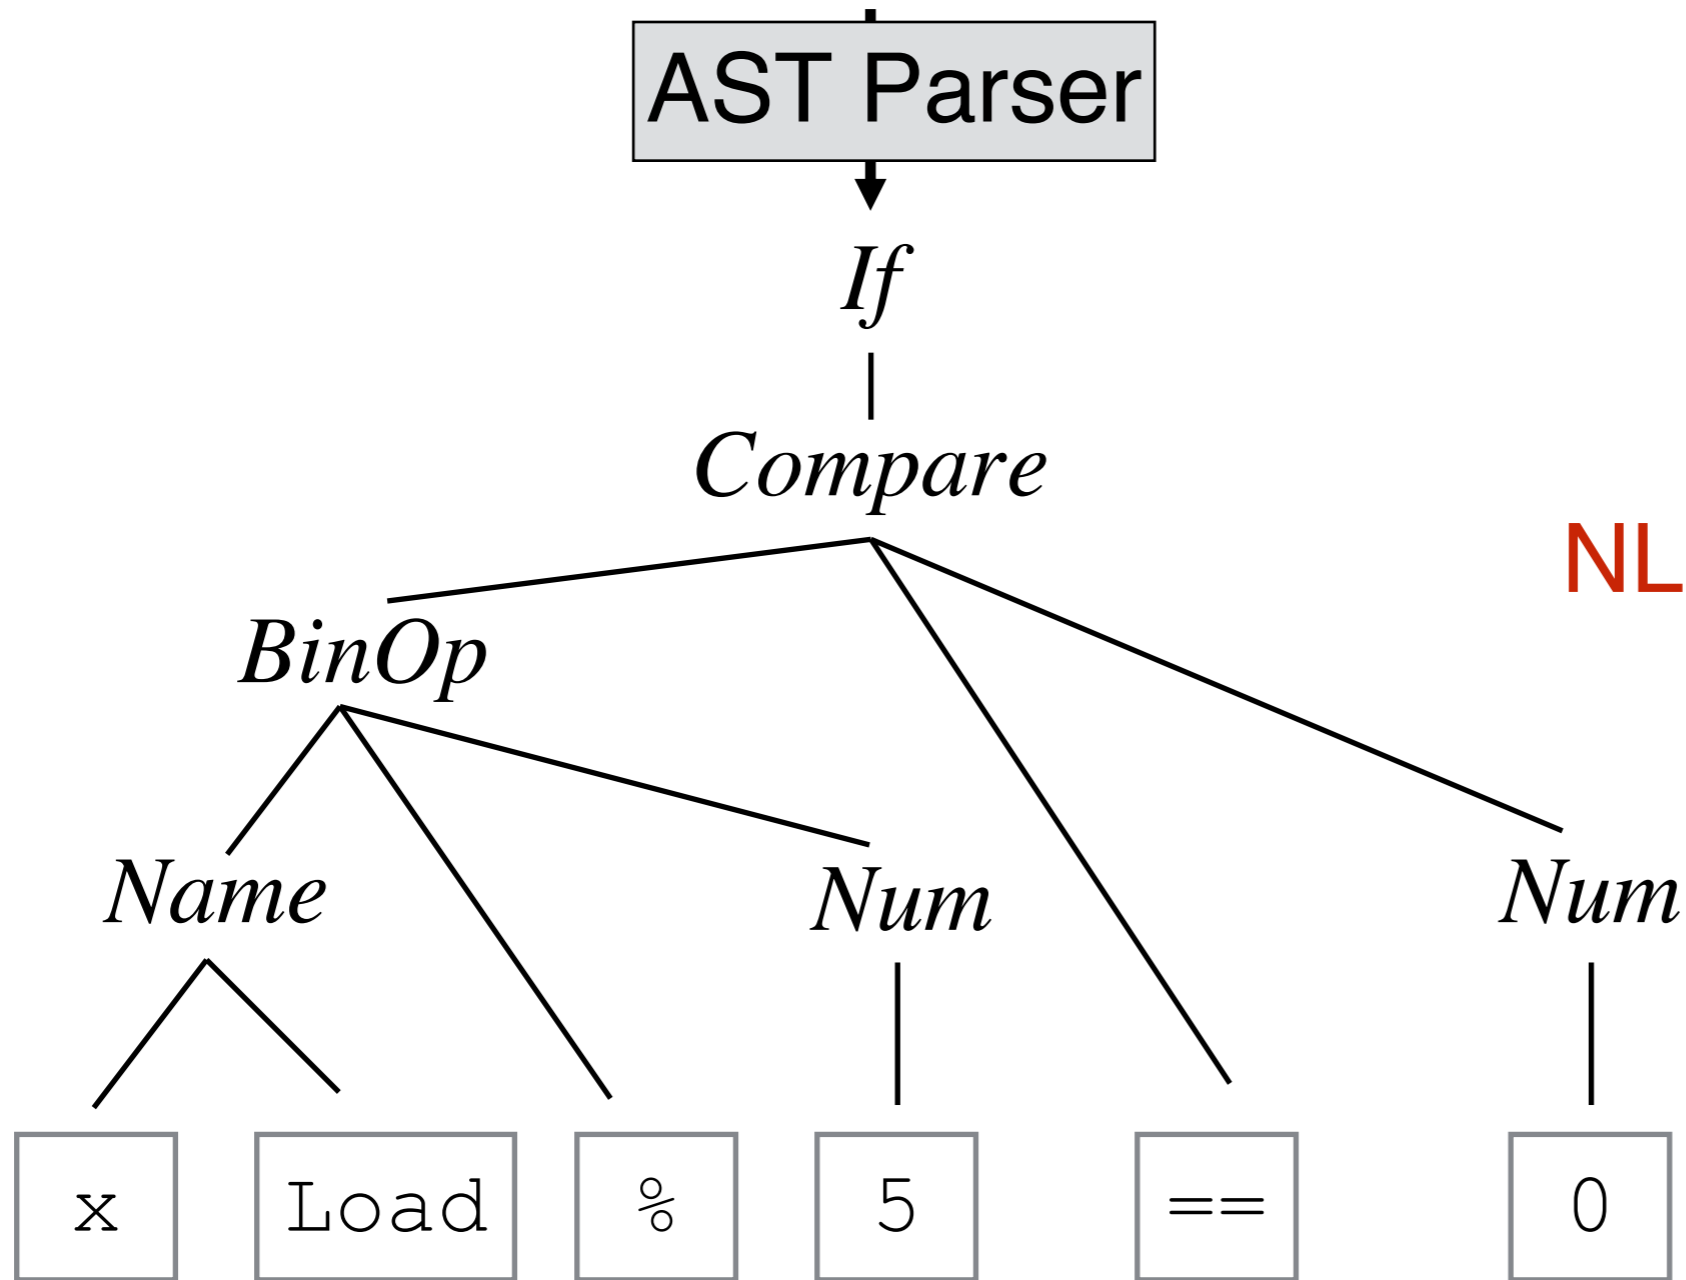 AST Parser
If
Compare
NL
BinOp
Name
Num
Num
x
Load
%
5
==
0